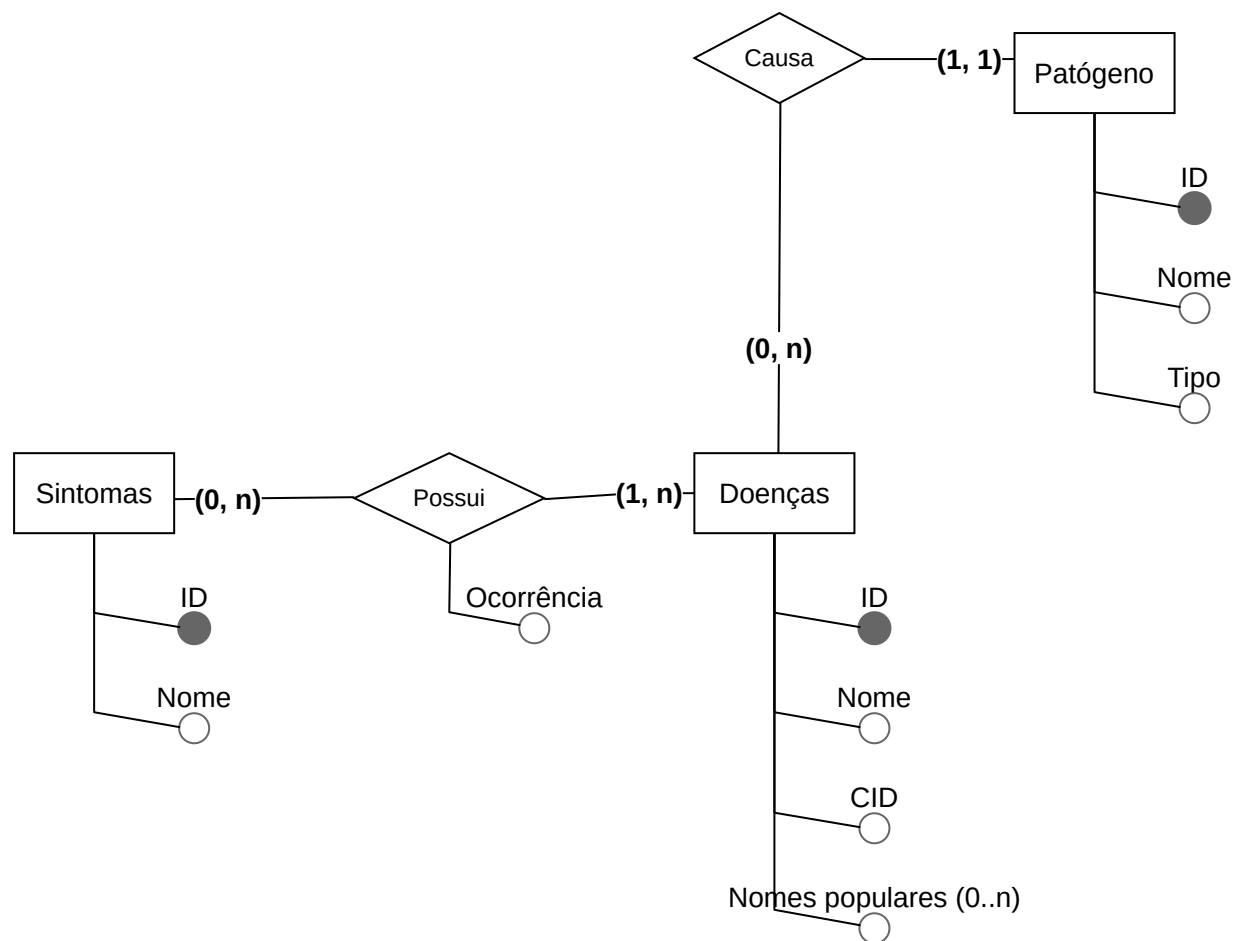 Causa
(1, 1)
Patógeno
ID
Nome
Tipo
(0, n)
Sintomas
(0, n)
Possui
(1, n)
Doenças
Ocorrência
ID
Nome
ID
Nome
CID
Nomes populares (0..n)